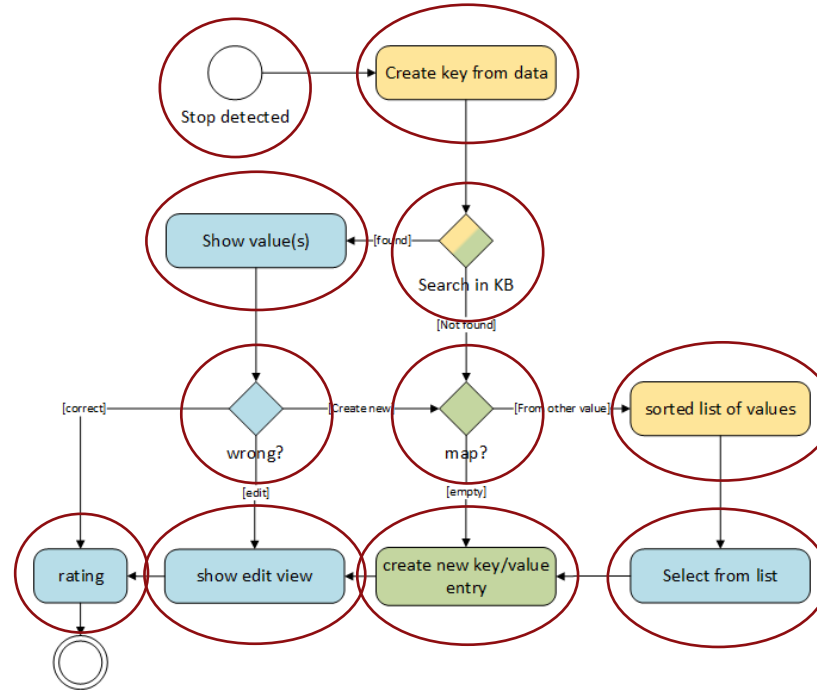 Create key from data
Stop detected
Show value(s)
[found]
Search in KB
[Not found]
[correct]
[Create new]
[From other value]
sorted list of values
wrong?
map?
[edit]
[empty]
rating
show edit view
create new key/value
entry
Select from list